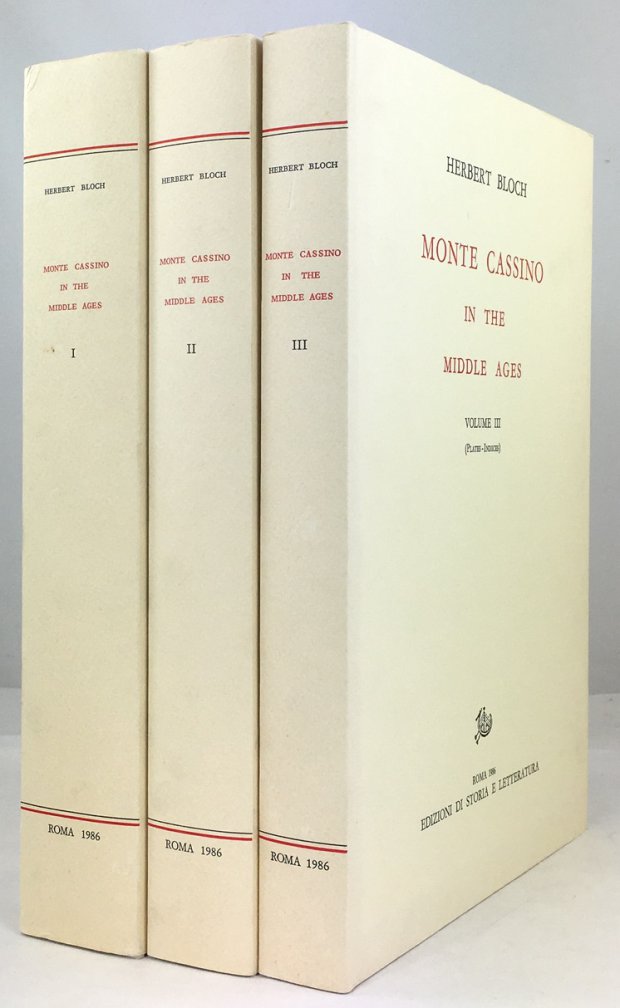 HERBERT BLOCH
MONTE CASSINO
IN THE
MIDDLE AGES
I
ROMA 1986
HERBERT BLOCH
MONTE CASSINO
IN THE
MIDDLE AGES
II
ROMA 1986
HERBERT BLOCH
MONTE CASSINO
IN THE
MIDDLE AGES
III
ROMA 1986
HERBERT BLOCH
MONTE CASSINO
IN THE
MIDDLE AGES
VOLUME III
(PLATES - INDICES)
ROMA 1986
EDIZIONI DI STORIA E LETTERATURA